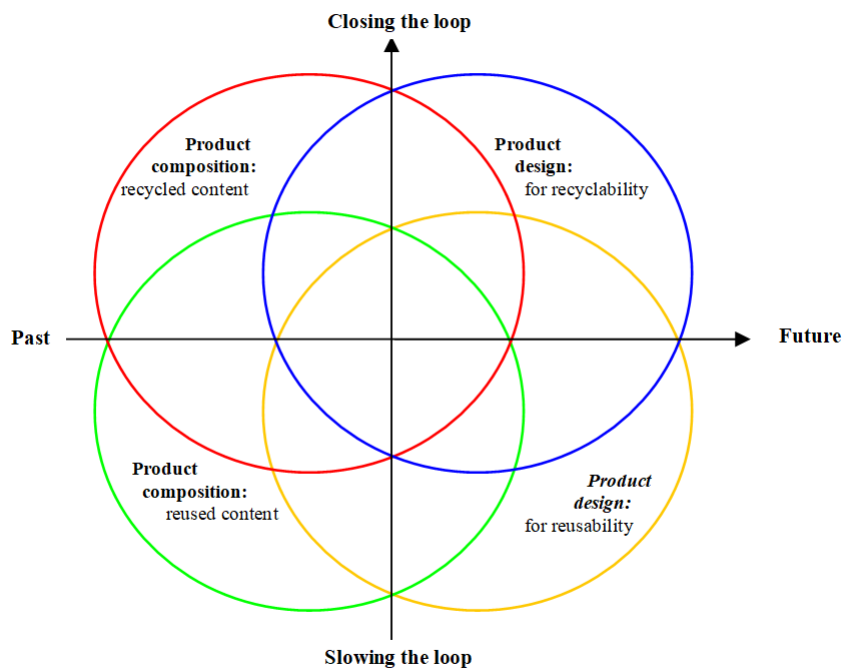 Closing the loop
Product
composition:
recycled content
Product
design:
for recyclability
Past
Future
Product
composition:
reused content
Product
design:
for reusability
Slowing the loop